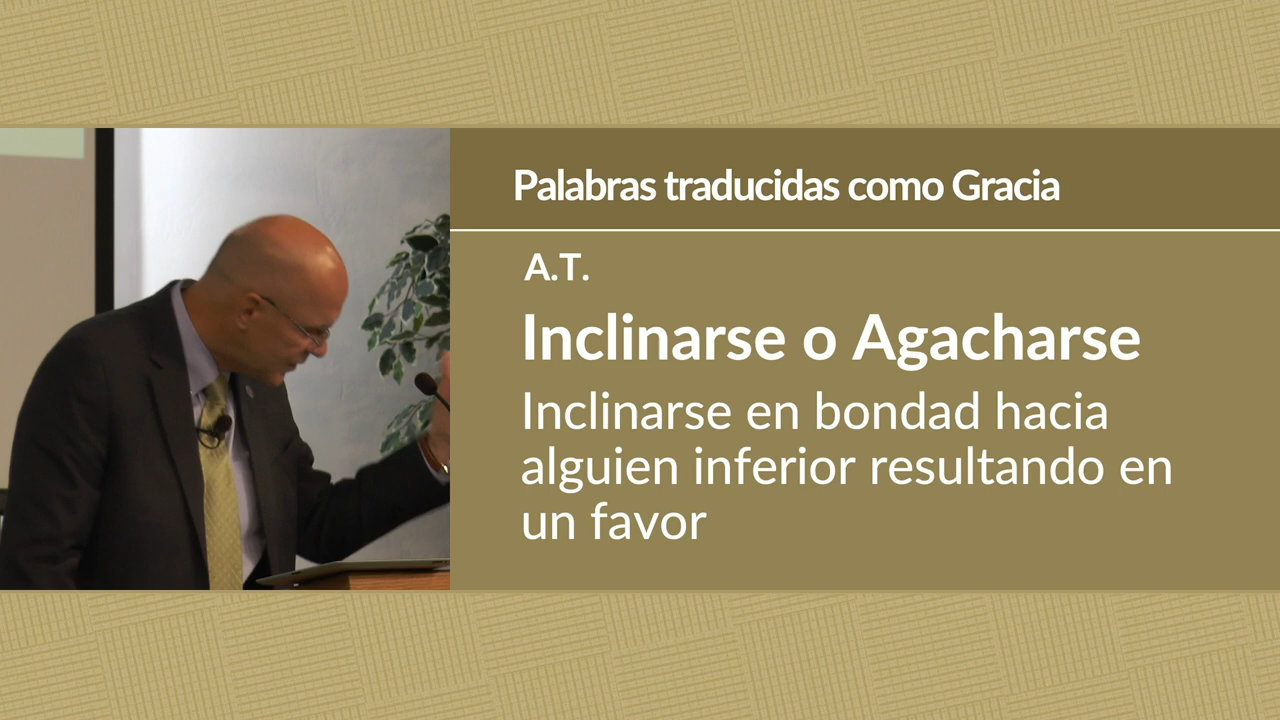 Palabras traducidas como Gracia
A.T.
Inclinarse o Agacharse
Inclinarse en bondad hacia
alguien inferior resultando en
un favor